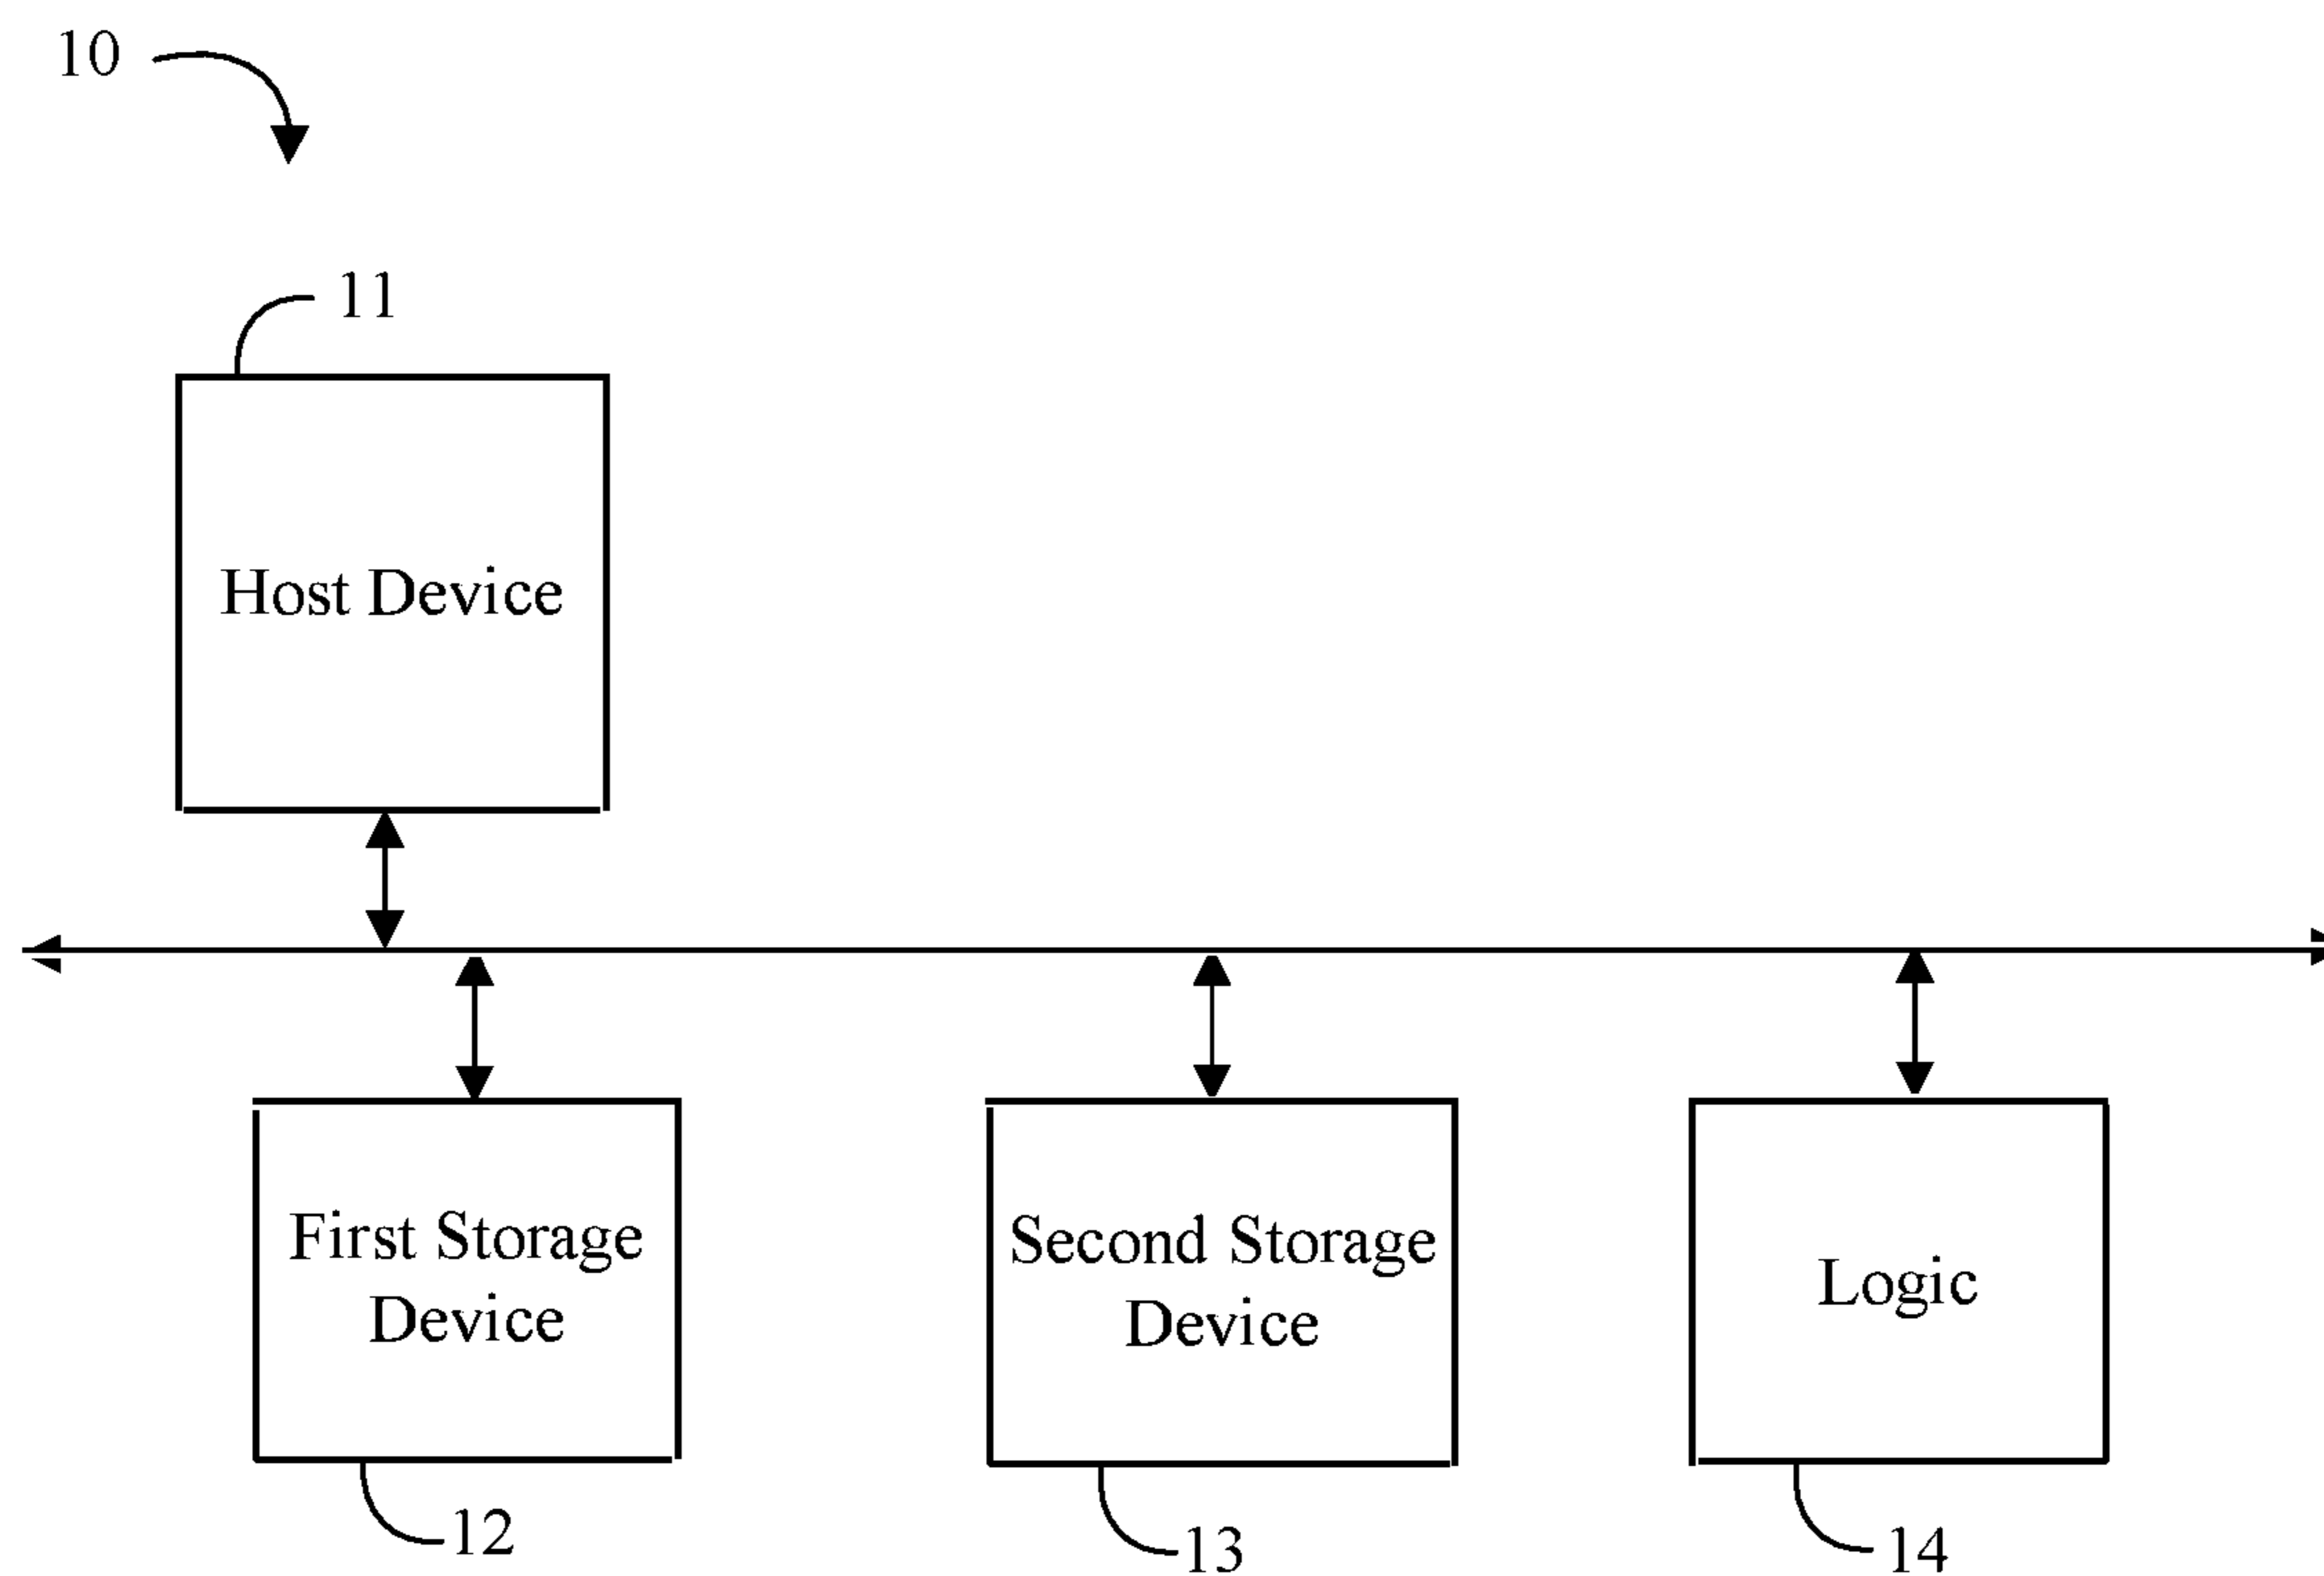 10
11
Host Device
First Storage
Device
Second Storage
Device
Logic
12
13
14